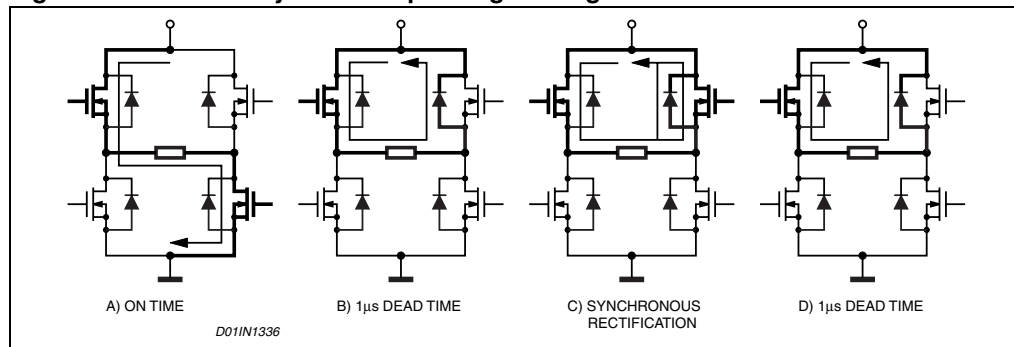 A) ON TIME
B) 1μs DEAD TIME
C) SYNCHRONOUS
RECTIFICATION
D) 1μs DEAD TIME
D01IN1336